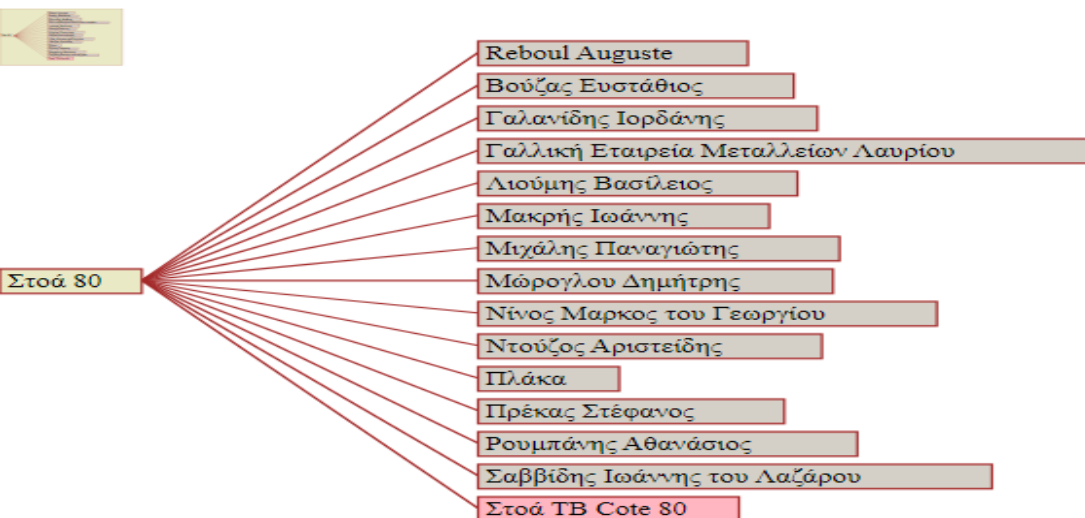 Reboul Auguste
Βούζας Ευστάθιος
Γαλανίδης Ιορδάνης
Γαλλική Εταιρεία Μεταλλείων Λαυρίου
Λιούμης Βασίλειος
Μακρής Ιωάννης
Μιχάλης Παναγιώτης
Στοά 80
Μώρογλου Δημήτρης
Νίνος Μαρκος του Γεωργίου
Ντούζος Αριστείδης
Πλάκα
Πρέκας Στέφανος
Ρουμπάνης Αθανάσιος
Σαββίδης Ιωάννης του Λαζάρου
Στοά TB Cote 80